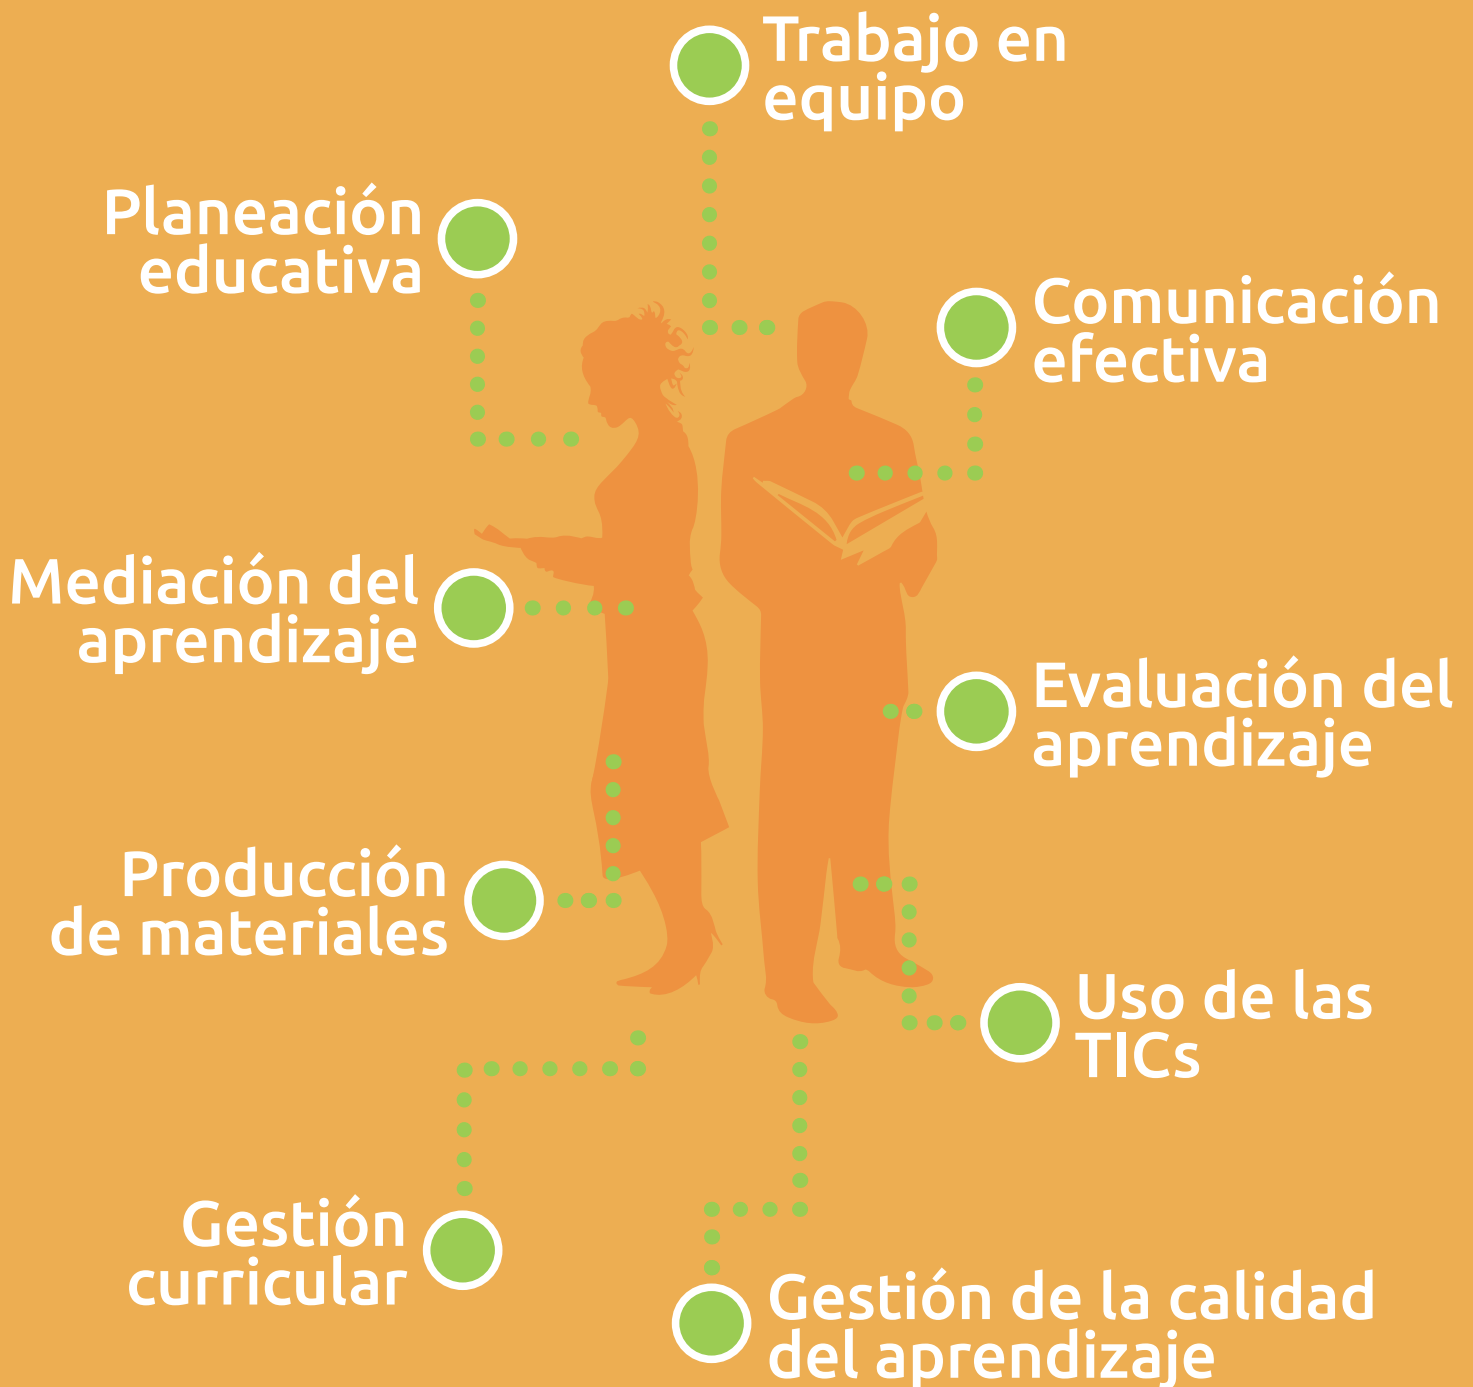 Trabajo en
equipo
Planeación
educativa
Comunicación
efectiva
Mediación del
aprendizaje
Evaluación del
aprendizaje
Producción
de materiales
Uso de las
TICs
Gestión
curricular
Gestión de la calidad
del aprendizaje